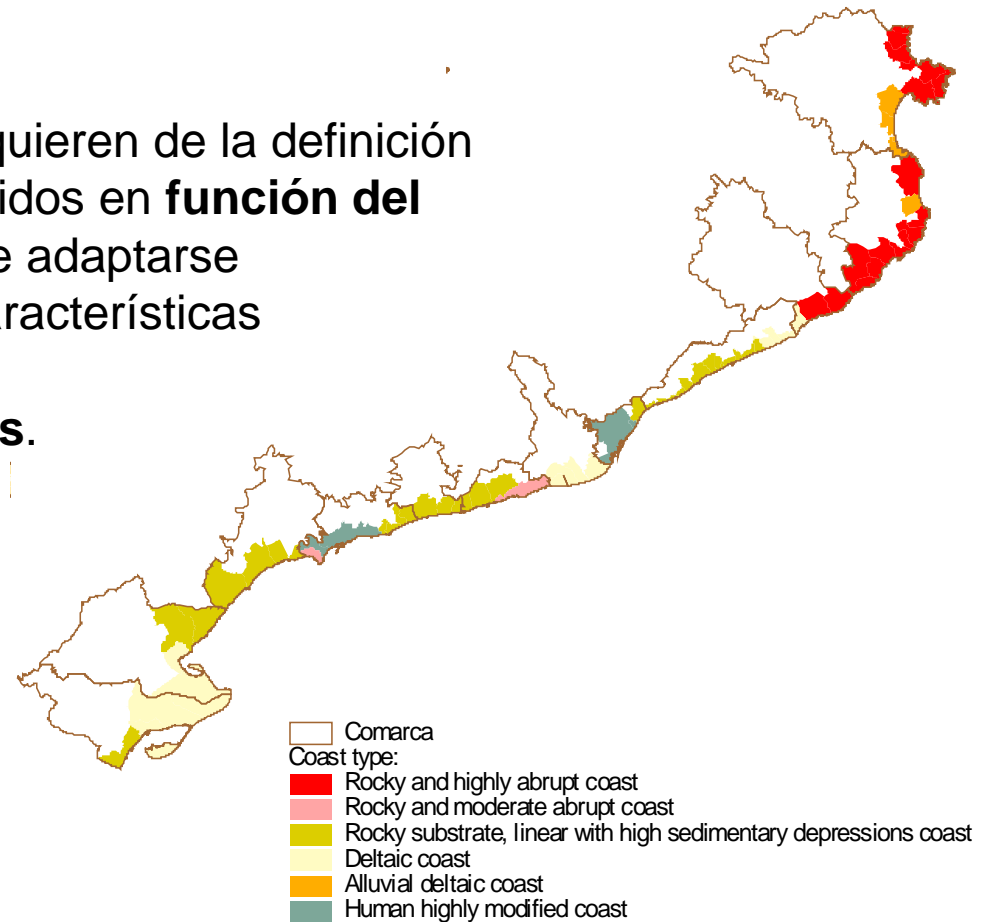 quieren de la definición
idos en función del
e adaptarse
aracterísticas
s.
Comarca
Coast type:
Rocky and highly abrupt coast
Rocky and moderate abrupt coast
Rocky substrate, linear with high sedimentary depressions coast
Deltaic coast
Alluvial deltaic coast
Human highly modified coast